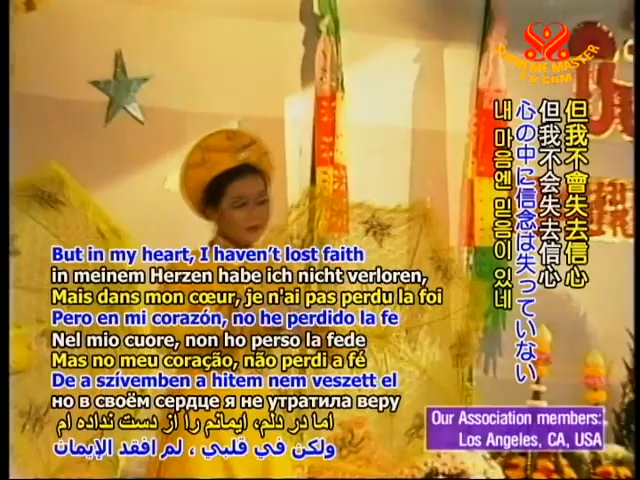 SUPREME MASTER
TV.COM
但我不會失去信心
但我不会失去信心
心の中に信念は失っていない
내 마음엔 믿음이 있네
But in my heart, I haven't lost faith
in meinem Herzen habe ich nicht verloren,
Mais dans mon cœur, je n'ai pas perdu la foi
Pero en mi corazón, no he perdido la fe
Nel mio cuore, non ho perso la fede
Mas no meu coração, não perdi a fé
De a szívemben a hitem nem veszett el
но в своём сердце я не утратила веру
اما در دلم، ایمانم را از دست نداده ام
ولكن في قلبي ، لم افقد الإيمان
Our Association members:
Los Angeles, CA, USA